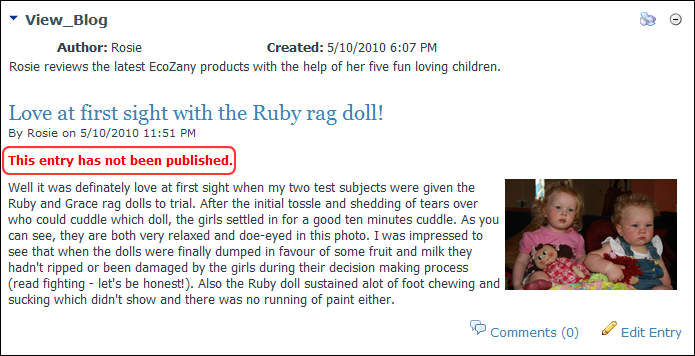 View_Blog
Author: Rosie Created: 5/10/2010 6:07 PM
Rosie reviews the latest EcoZany products with the help of her five fun loving children.
Love at first sight with the Ruby rag doll!
By Rosie on 5/10/2010 11:51 PM
This entry has not been published.
Well it was definately love at first sight when my two test subjects were given the
Ruby and Grace rag dolls to trial. After the initial tossle and shedding of tears over
who could cuddle which doll, the girls settled in for a good ten minutes cuddle. As you
can see, they are both very relaxed and doe-eyed in this photo. I was impressed to
see that when the dolls were finally dumped in favour of some fruit and milk they
hadn't ripped or been damaged by the girls during their decision making process
(read fighting - let's be honest!). Also the Ruby doll sustained alot of foot chewing and
sucking which didn't show and there was no running of paint either.
Comments (0) Edit Entry